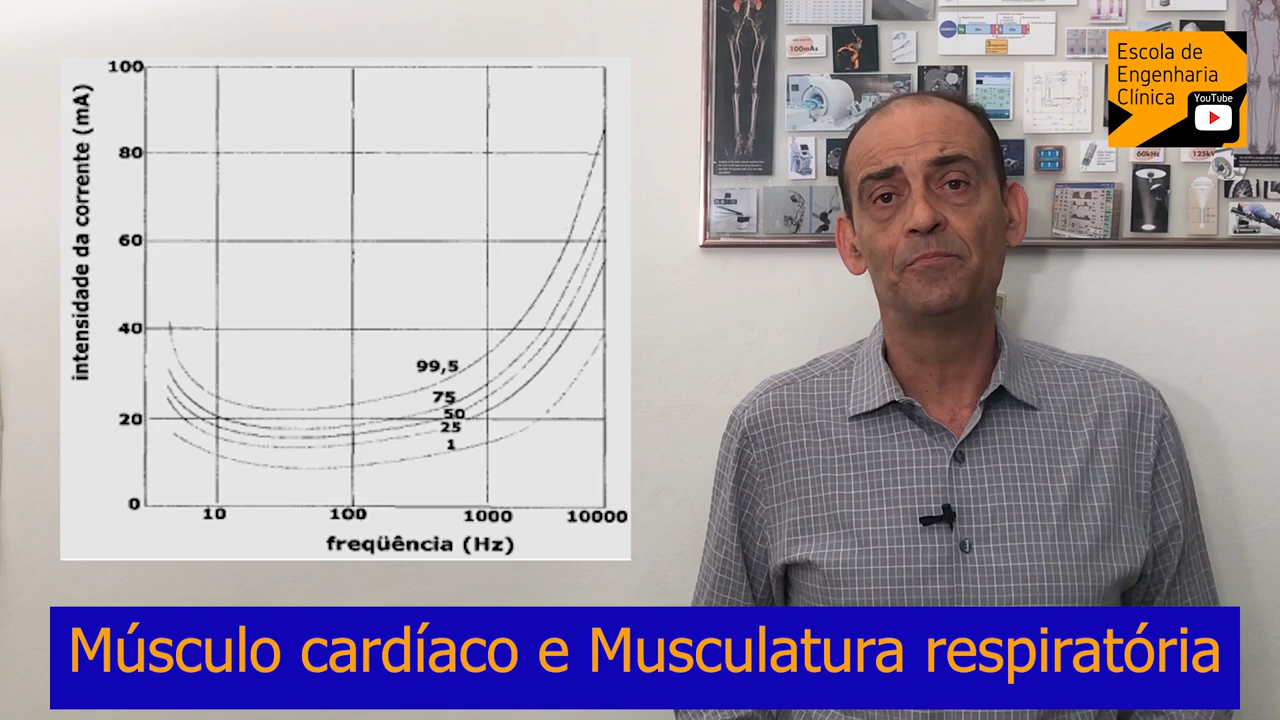 100
80
60
40
20
0
intensidade da corrente (mA)
99,5
75
50
25
1
10
100
1000
10000
freqüência (Hz)
100mAs
60kHz
Escola de
Engenharia
Clínica
YouTube
Músculo cardíaco e Musculatura respiratória